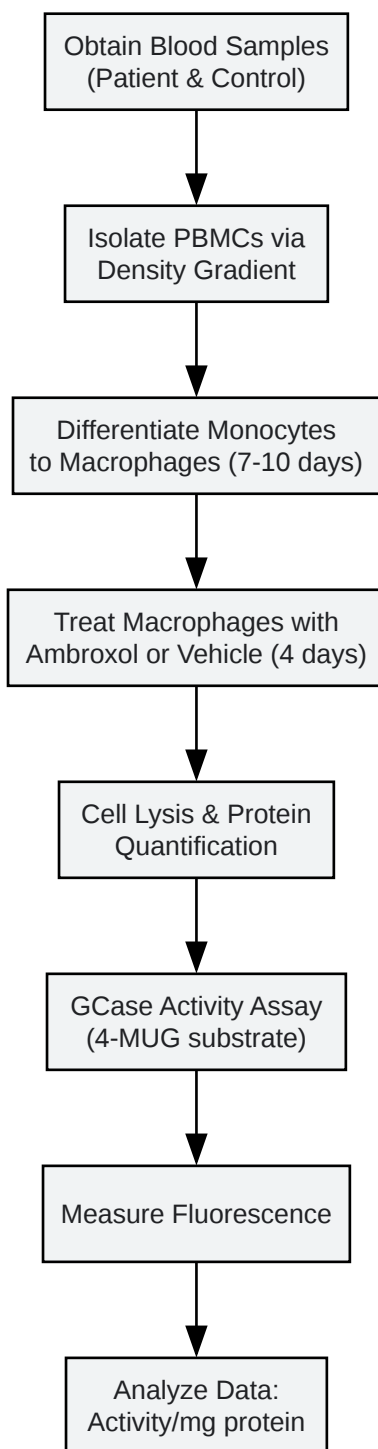 Obtain Blood Samples
(Patient & Control)
Isolate PBMCs via
Density Gradient
Differentiate Monocytes
to Macrophages (7-10 days)
Treat Macrophages with
Ambroxol or Vehicle (4 days)
Cell Lysis & Protein
Quantification
GCase Activity Assay
(4-MUG substrate)
Measure Fluorescence
Analyze Data:
Activity/mg protein